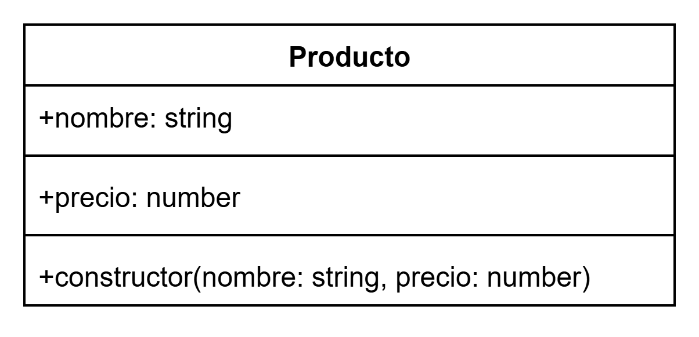 Producto
+nombre: string
+precio: number
+constructor(nombre: string, precio: number)